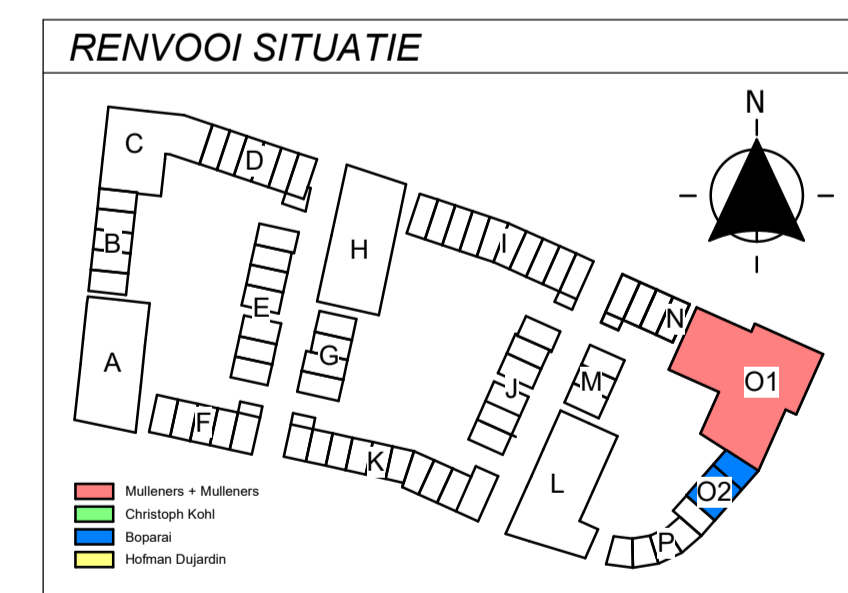 RENVOOI SITUATIE
N
C
D
B
H
I
E
A
G
N
F
J
M
O1
K
L
O2
P
Mulleners + Mulleners
Christoph Kohl
Boparai
Hofman Dujardin